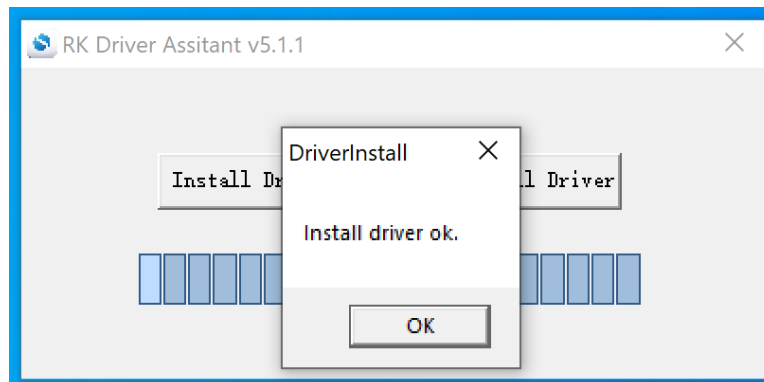 RK Driver Assitant v5.1.1
DriverInstall
Install Dr
l Driver
Install driver ok.
OK